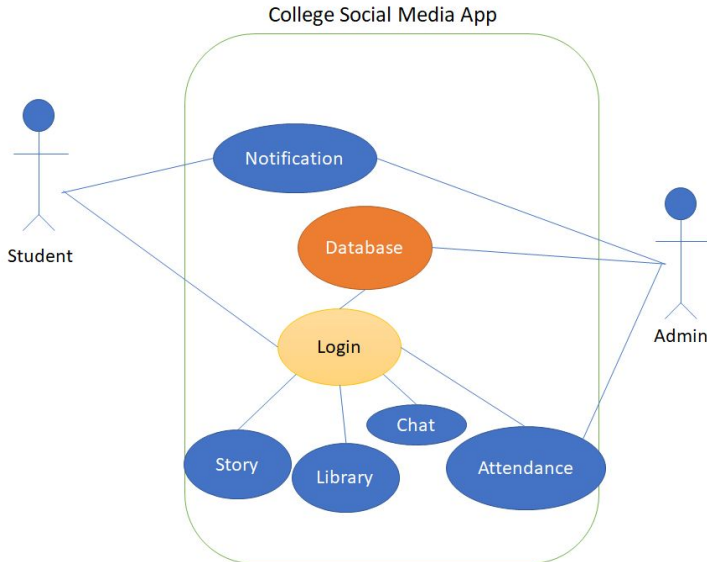 College Social Media App
Notification
Student
Database
Admin
Login
Chat
Story
Library
Attendance